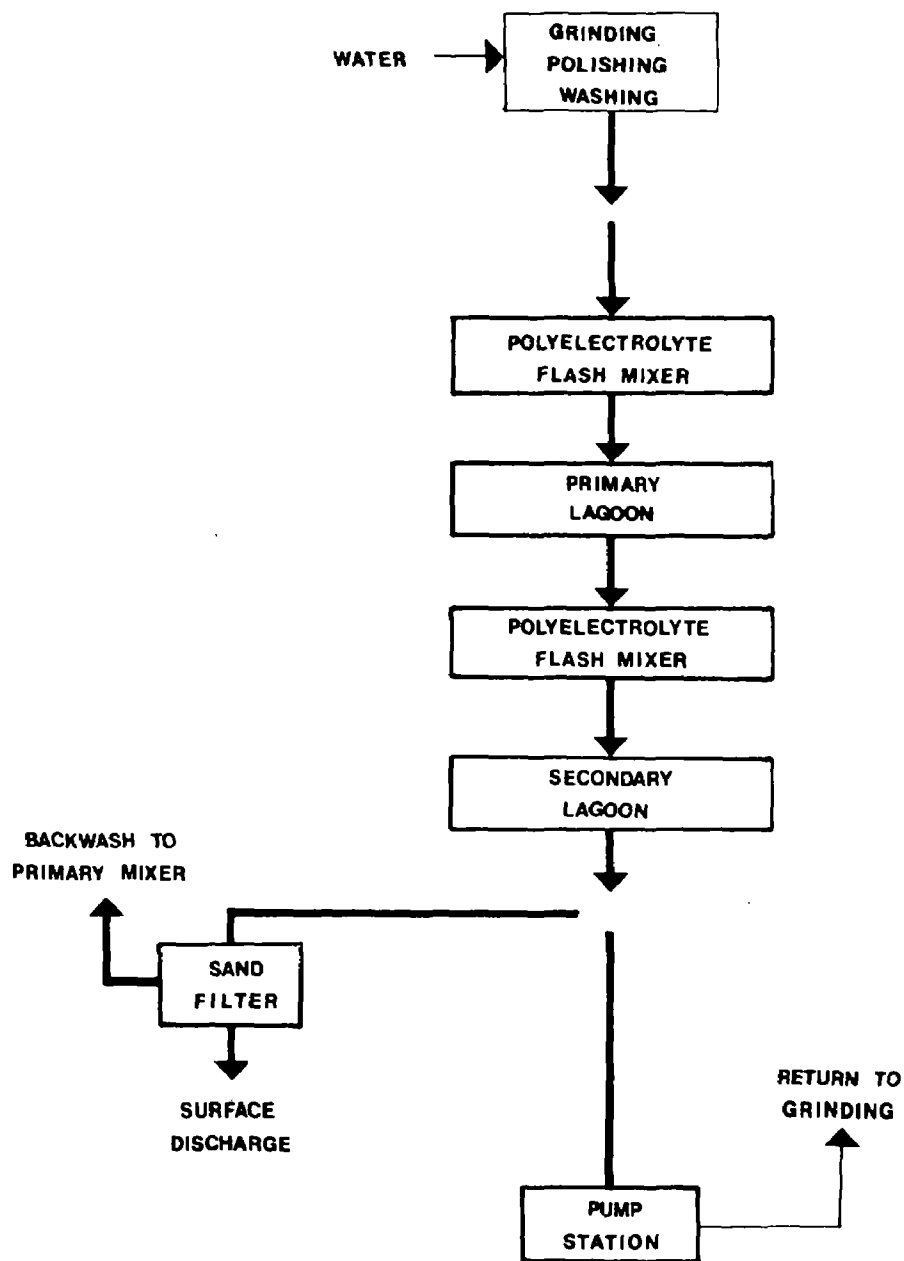 WATER
GRINDING
POLISHING
WASHING
POLYELECTROLYTE
FLASH MIXER
PRIMARY
LAGOON
POLYELECTROLYTE
FLASH MIXER
SECONDARY
LAGOON
BACKWASH TO
PRIMARY MIXER
SAND
FILTER
SURFACE
DISCHARGE
RETURN TO
GRINDING
PUMP
STATION